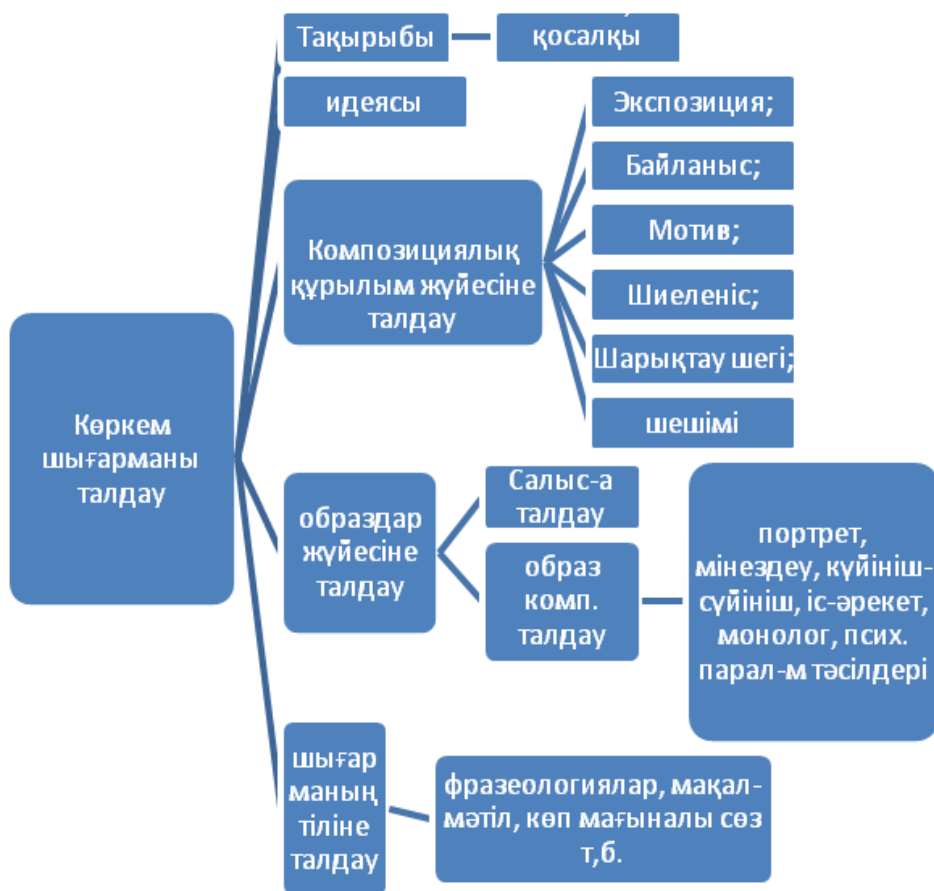 Тақырыбы
қосалқы
идеясы
Композициялық
құрылым жүйесіне
талдау
Экспозиция;
Байланыс;
Мотив;
Шиеленіс;
Шарықтау шегі;
шешімі
Көркем
шығарманы
талдау
образдар
жүйесіне
талдау
Салыс-а
талдау
образ
комп.
талдау
портрет,
мінездеу, күйініш-
сүйініш, іс-әрекет,
монолог, псих.
парал-м тәсілдері
шығар
маның
тіліне
талдау
фразеологиялар, мақал-
мәтіл, көп мағыналы сөз
т,б.